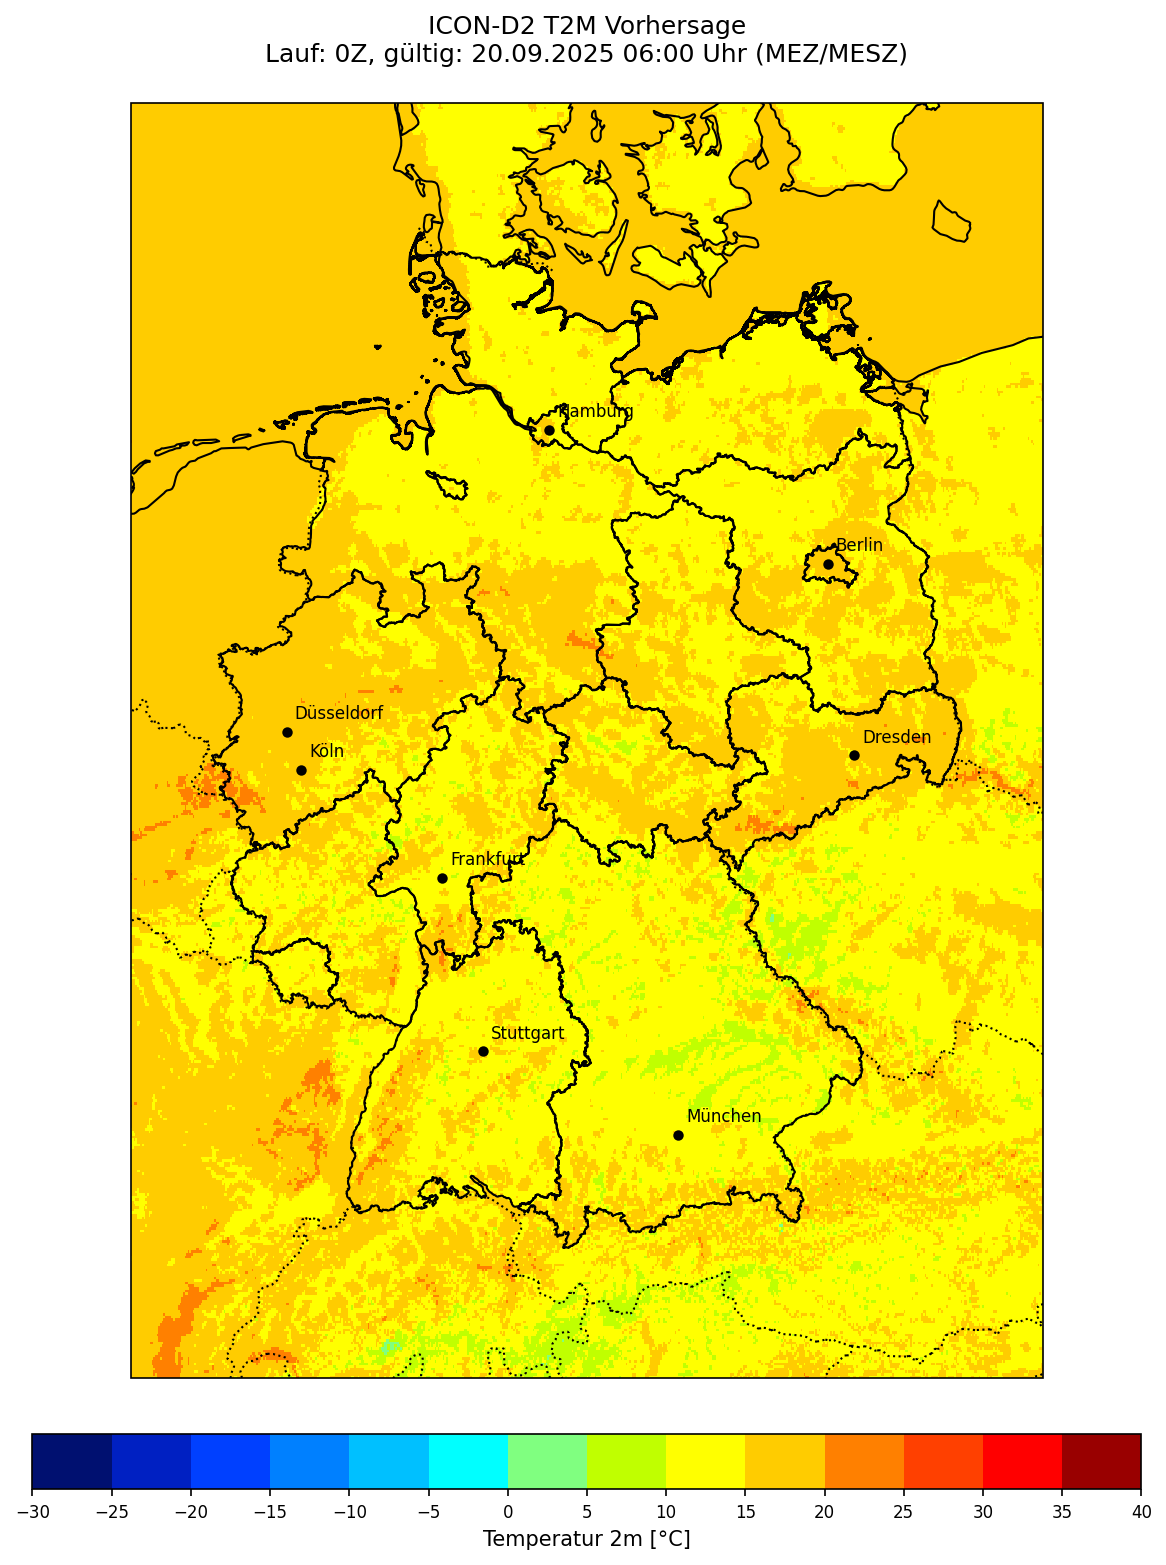 ICON-D2 T2M Vorhersage
Lauf: 0Z, gültig: 20.09.2025 06:00 Uhr (MEZ/MESZ)
Hamburg
Berlin
Düsseldorf
Dresden
Köln
Frankfurt
Stuttgart
München
−30 −25 −20 −15 −10 −5 0 5 10 15 20 25 30 35 40
Temperatur 2m [°C]